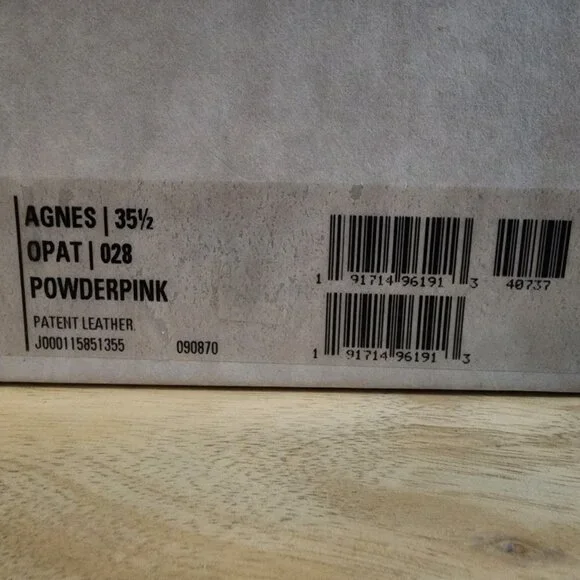 AGNES | 35½
OPAT | 028
POWDERPINK
PATENT LEATHER.
J000115851355 090870
1 91714 96191 3
40737
1 91714 96191 3